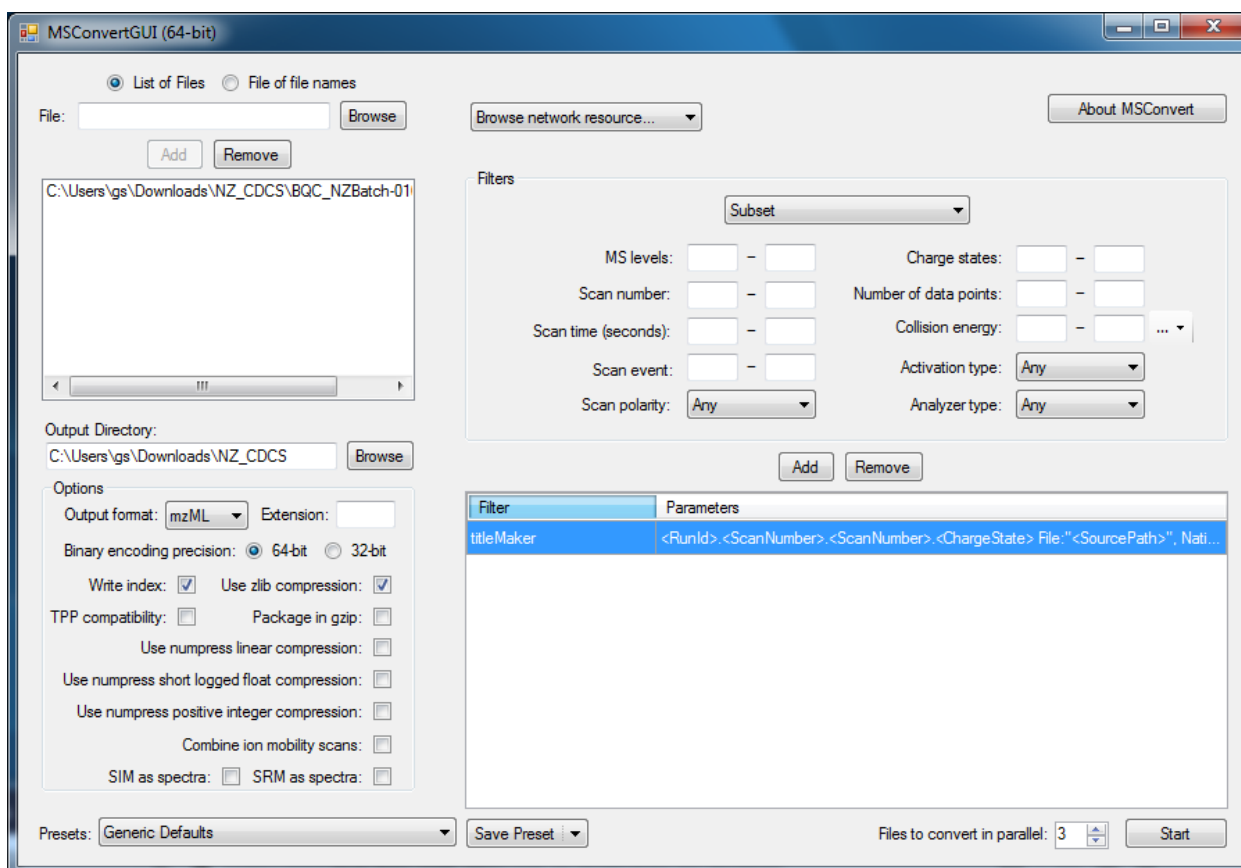 MSConvertGUI (64-bit)
List of Files File of file names
File: Browse
Browse network resource...
About MSConvert
Add Remove
C:\Users\gs\Downloads\NZ_CDCS\BQC_NZBatch-01
Filters
Subset
MS levels: – Charge states: –
Scan number: – Number of data points: –
Scan time (seconds): – Collision energy: – ...
Scan event: – Activation type: Any
Scan polarity: Any Analyzer type: Any
Output Directory:
C:\Users\gs\Downloads\NZ_CDCS Browse
Add Remove
Options
Output format: mzML Extension:
Binary encoding precision: 64-bit 32-bit
Write index: Use zlib compression:
TPP compatibility: Package in gzip:
Use numpress linear compression:
Use numpress short logged float compression:
Use numpress positive integer compression:
Combine ion mobility scans:
SIM as spectra: SRM as spectra:
Filter Parameters
titleMaker <RunId>.<ScanNumber>.<ScanNumber>.<ChargeState> File:"<SourcePath>", Nati...
Presets: Generic Defaults Save Preset Files to convert in parallel: 3 Start